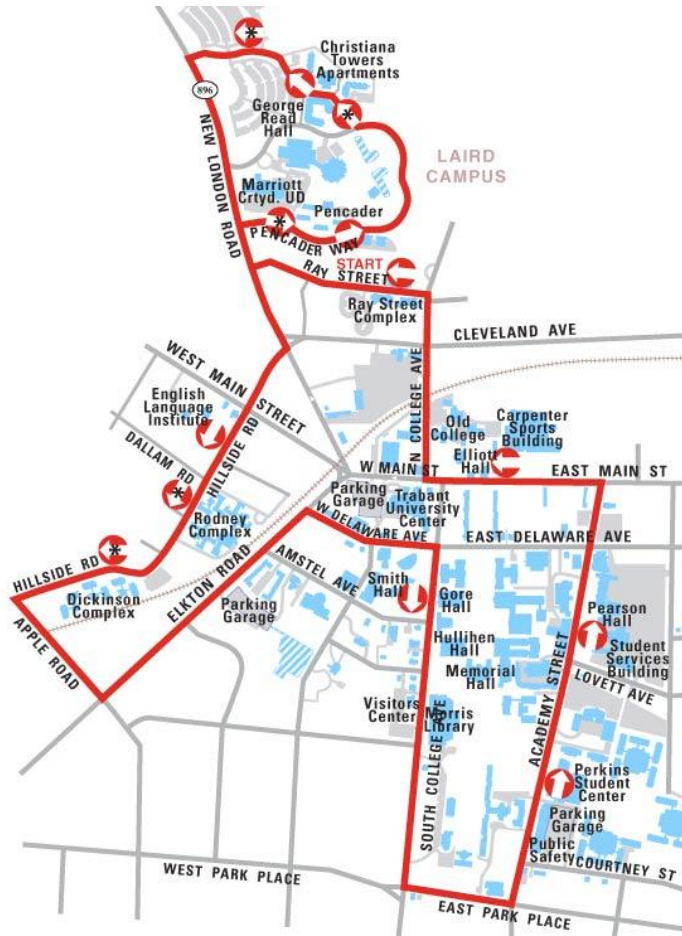 Christiana
Towers
Apartments
896
George
Read
Hall
NEW LONDON ROAD
LAIRD
CAMPUS
Marriott
Crtyd. UD
Pencader
PENCADER WAY
START
RAY STREET
Ray Street
Complex
CLEVELAND AVE
N COLLEGE AVE
WEST MAIN STREET
English
Language
Institute
DALLAM RD
HILLSIDE RD
Old
College
Carpenter
Sports
Building
Elliott
Hall
W MAIN ST
EAST MAIN ST
Parking
Garage
Trabant
University
Center
Rodney
Complex
W DELAWARE AVE
EAST DELAWARE AVE
HILLSIDE RD
Dickinson
Complex
APPLE ROAD
ELKTON ROAD
AMSTEL AVE
Parking
Garage
Smith
Hall
Gore
Hall
Hullihen
Hall
Memorial
Hall
Pearson
Hall
Student
Services
Building
LOVETT AVE
ACADEMY STREET
Visitors
Center
Morris
Library
SOUTH COLLEGE AVE
Perkins
Student
Center
Parking
Garage
Public
Safety
COURTNEY ST
WEST PARK PLACE
EAST PARK PLACE